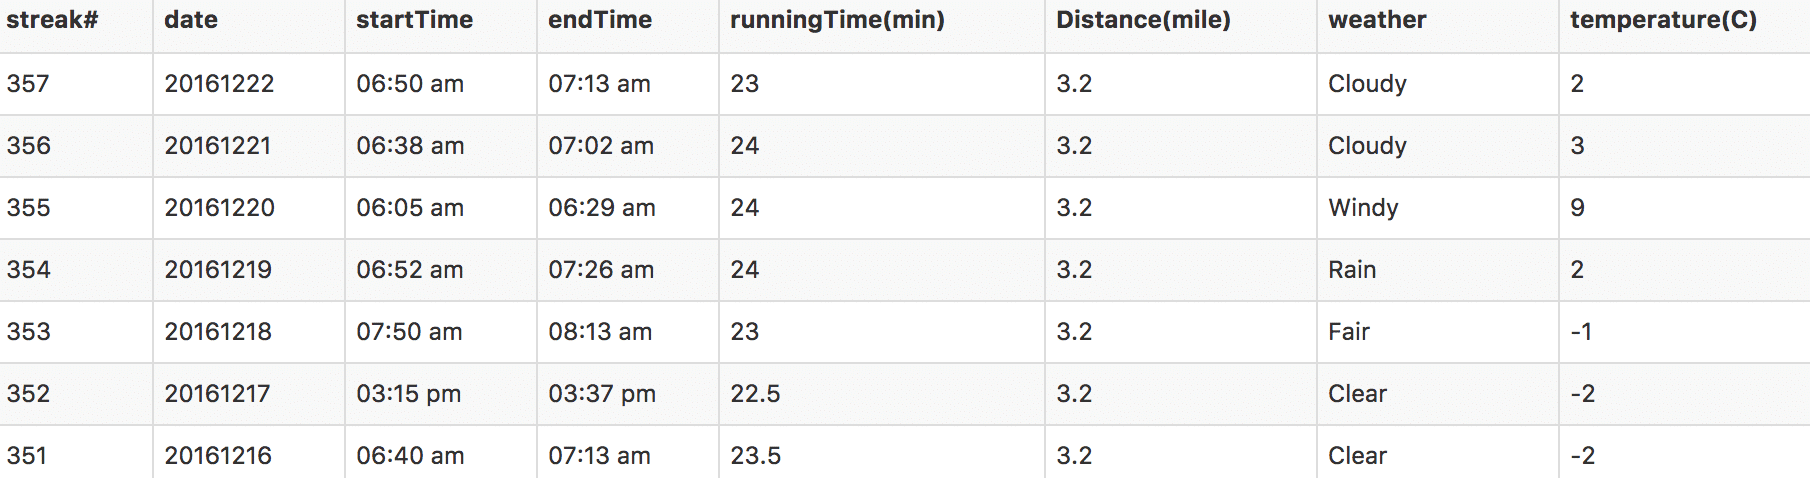 streak# date startTime endTime runningTime(min) Distance(mile) weather temperature(C)
357 20161222 06:50 am 07:13 am 23 3.2 Cloudy 2
356 20161221 06:38 am 07:02 am 24 3.2 Cloudy 3
355 20161220 06:05 am 06:29 am 24 3.2 Windy 9
354 20161219 06:52 am 07:26 am 24 3.2 Rain 2
353 20161218 07:50 am 08:13 am 23 3.2 Fair -1
352 20161217 03:15 pm 03:37 pm 22.5 3.2 Clear -2
351 20161216 06:40 am 07:13 am 23.5 3.2 Clear -2